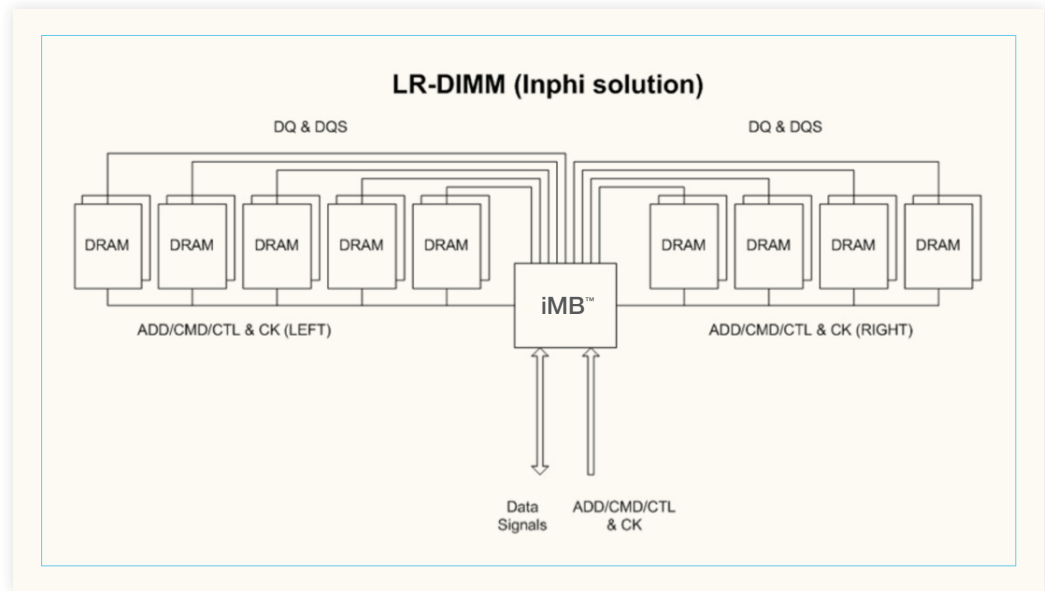 LR-DIMM (Inphi solution)
DQ & DQS
DQ & DQS
DRAM
DRAM
DRAM
DRAM
DRAM
DRAM
DRAM
DRAM
DRAM
iMB™
ADD/CMD/CTL & CK (LEFT)
ADD/CMD/CTL & CK (RIGHT)
Data
Signals
ADD/CMD/CTL
& CK